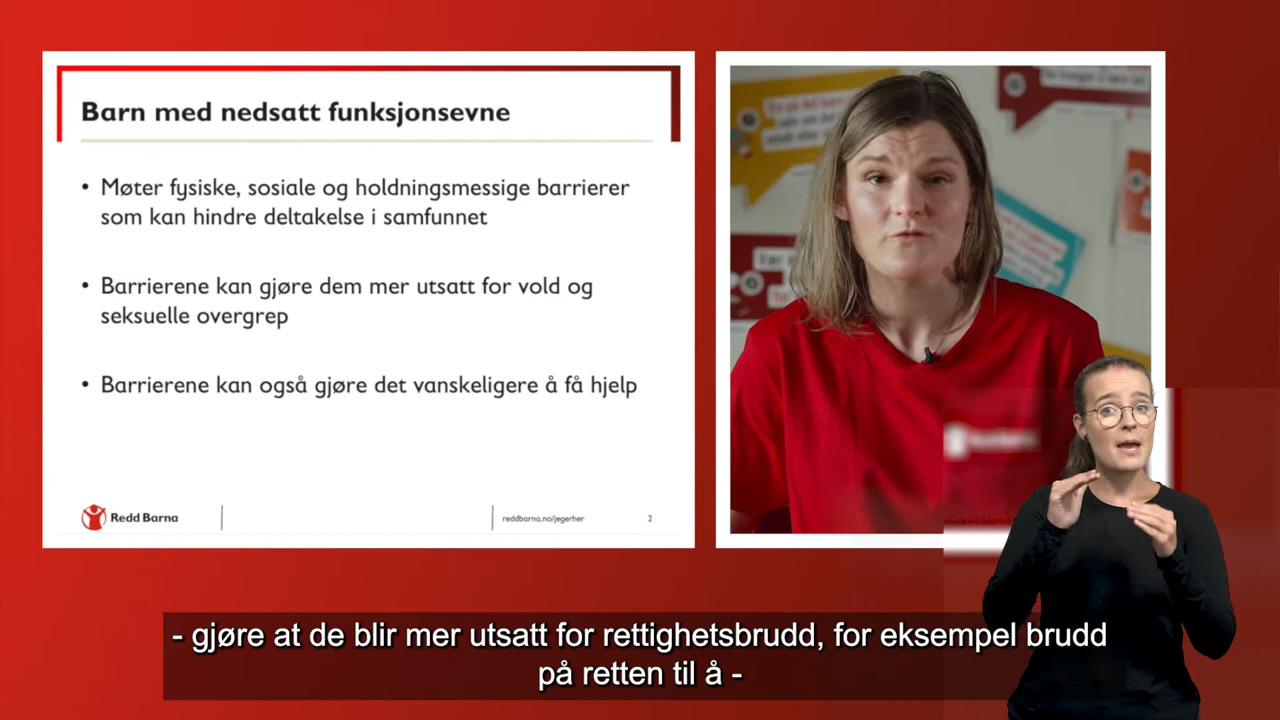 Barn med nedsatt funksjonsevne
• Møter fysiske, sosiale og holdningsmessige barrierer
som kan hindre deltakelse i samfunnet
• Barrierene kan gjøre dem mer utsatt for vold og
seksuelle overgrep
• Barrierene kan også gjøre det vanskeligere å få hjelp
Redd Barna
reddbarna.no/jegerher
2
- gjøre at de blir mer utsatt for rettighetsbrudd, for eksempel brudd
på retten til å -